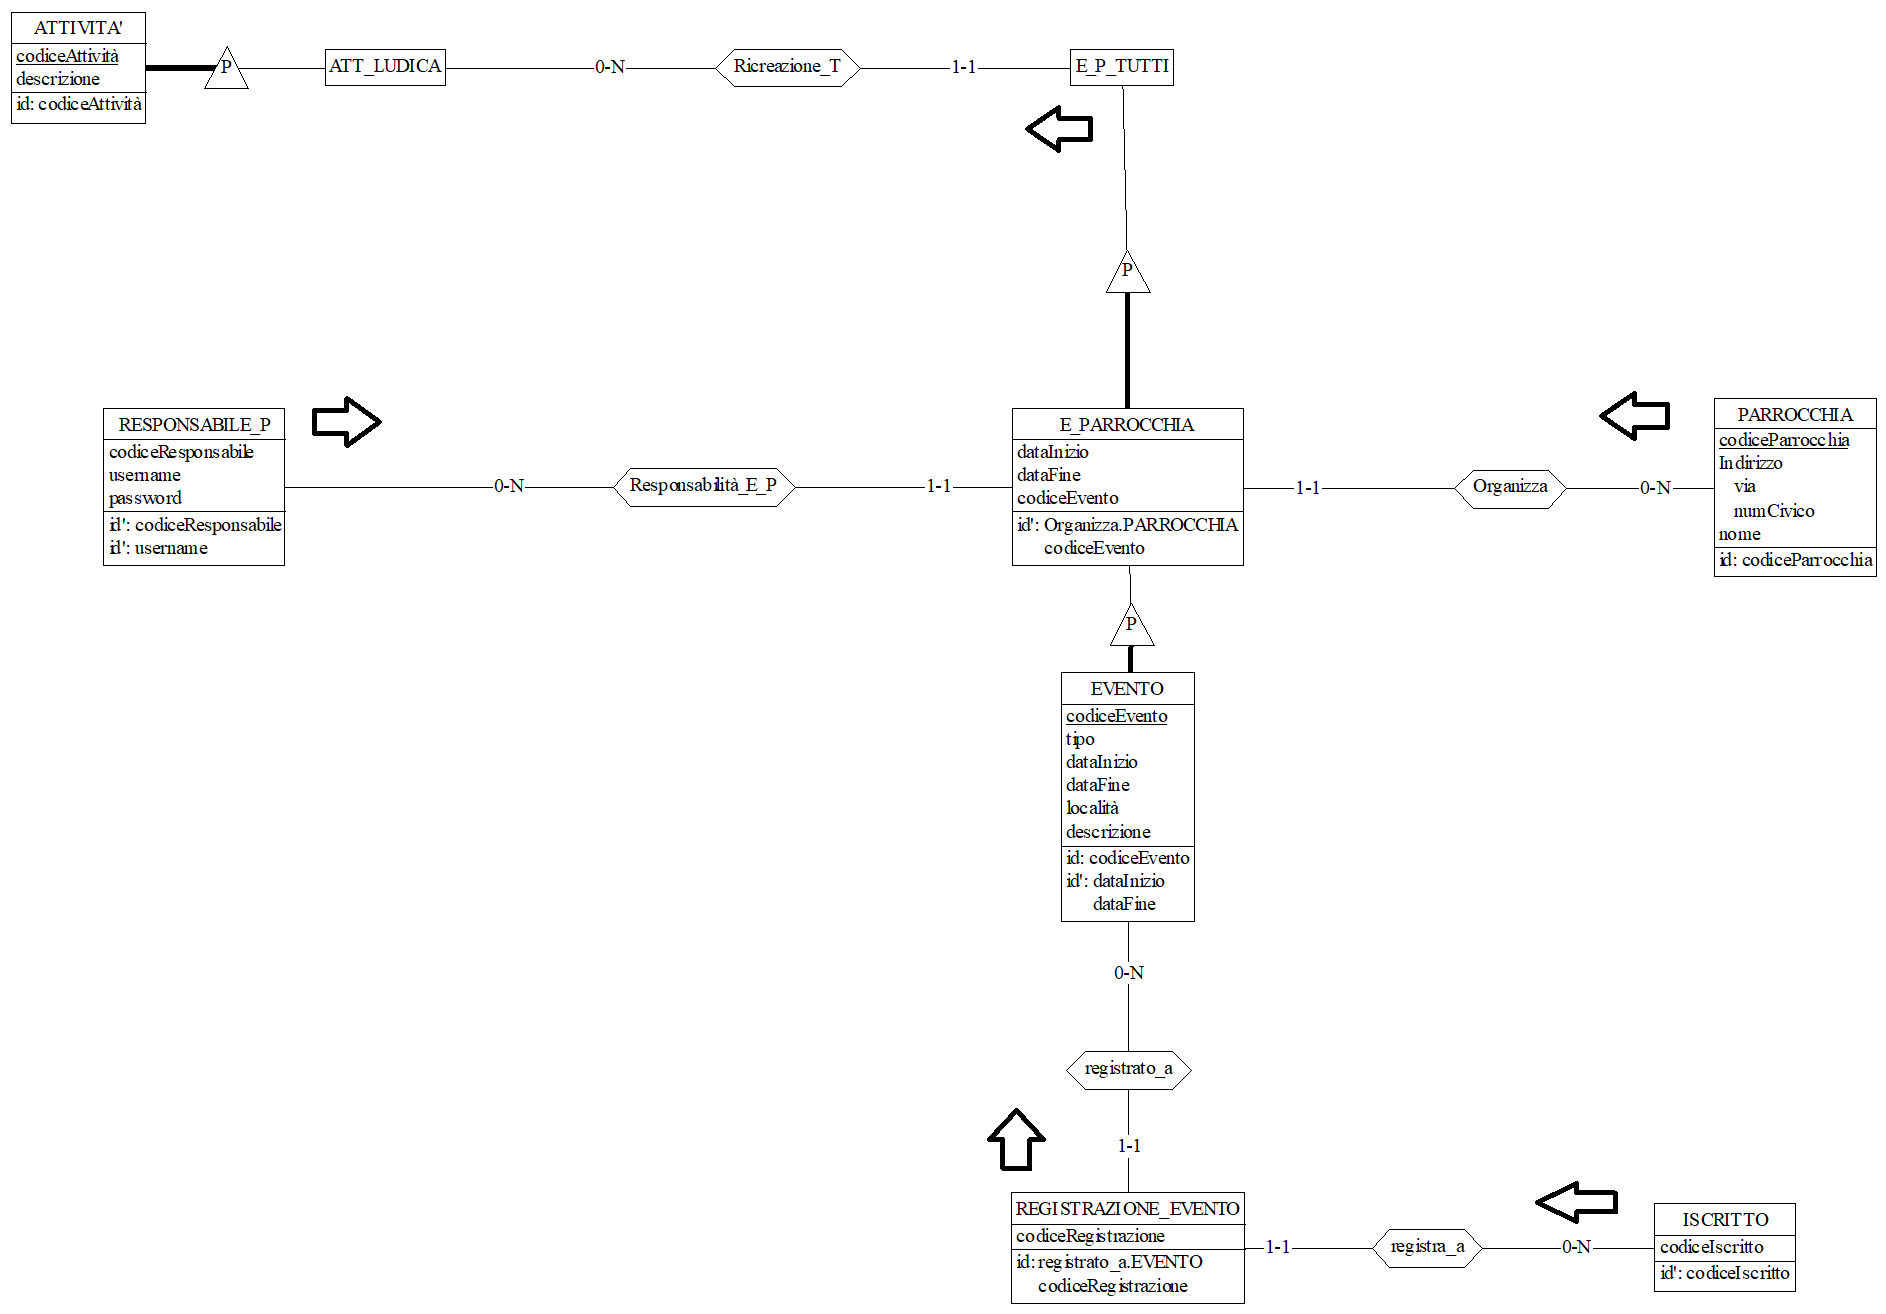 ATTIVITA'
codiceAttività
descrizione
id: codiceAttività
P
ATT_LUDICA
0-N
Ricreazione_T
1-1
E_P_TUTTI
P
RESPONSABILE_P
codiceResponsabile
username
password
id': codiceResponsabile
id': username
0-N
Responsabilità_E_P
1-1
E_PARROCCHIA
dataInizio
dataFine
codiceEvento
id': Organizza.PARROCCHIA
codiceEvento
1-1
Organizza
0-N
PARROCCHIA
codiceParrocchia
Indirizzo
via
numCivico
nome
id: codiceParrocchia
P
EVENTO
codiceEvento
tipo
dataInizio
dataFine
località
descrizione
id: codiceEvento
id': dataInizio
dataFine
0-N
registrato_a
1-1
REGISTRAZIONE_EVENTO
codiceRegistrazione
id: registrato_a.EVENTO
codiceRegistrazione
1-1
registra_a
0-N
ISCRITTO
codiceIscritto
id': codiceIscritto